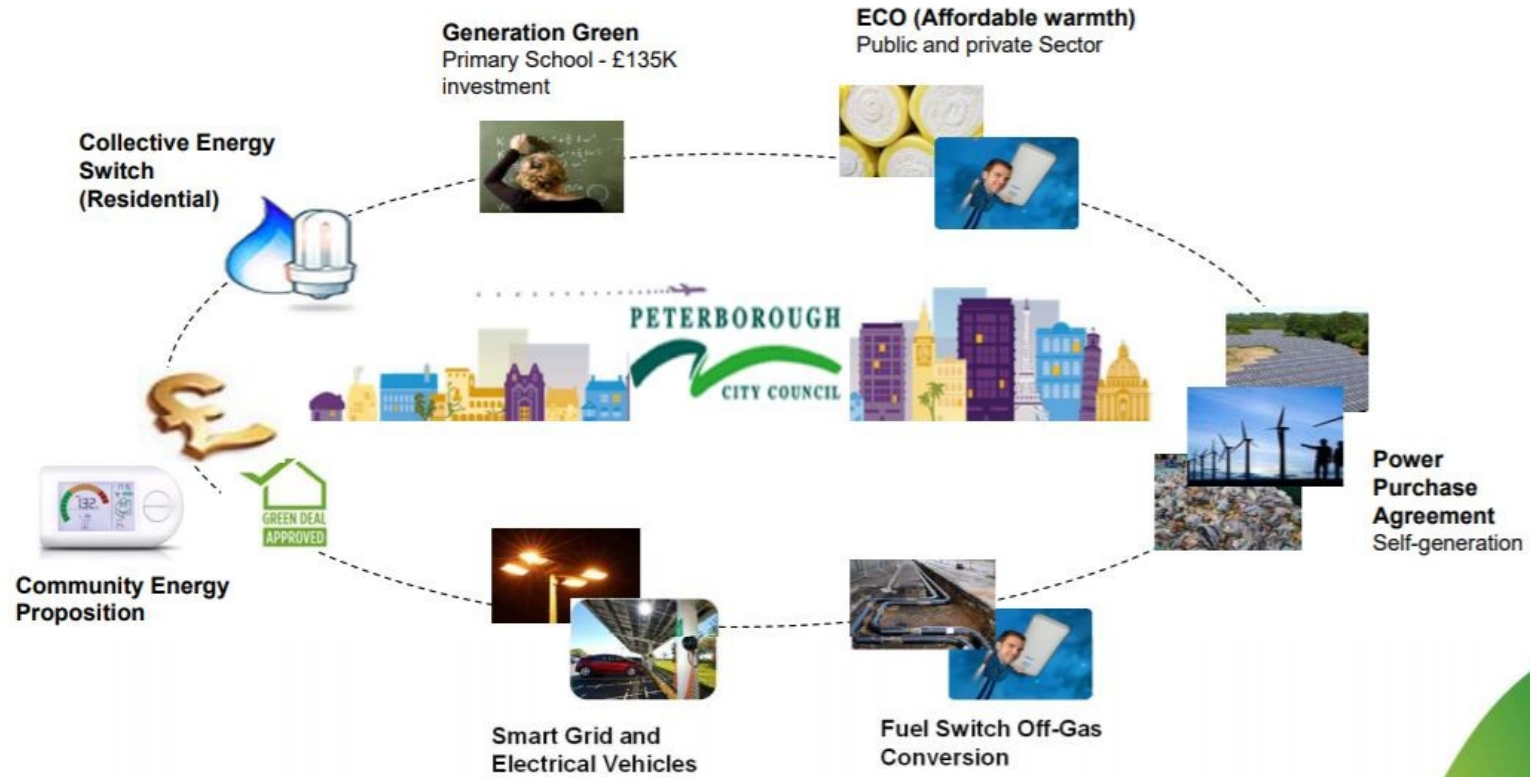 Generation Green
Primary School - £135K
investment
ECO (Affordable warmth)
Public and private Sector
Collective Energy
Switch
(Residential)
PETERBOROUGH
CITY COUNCIL
Power
Purchase
Agreement
Self-generation
GREEN DEAL
APPROVED
Community Energy
Proposition
Smart Grid and
Electrical Vehicles
Fuel Switch Off-Gas
Conversion